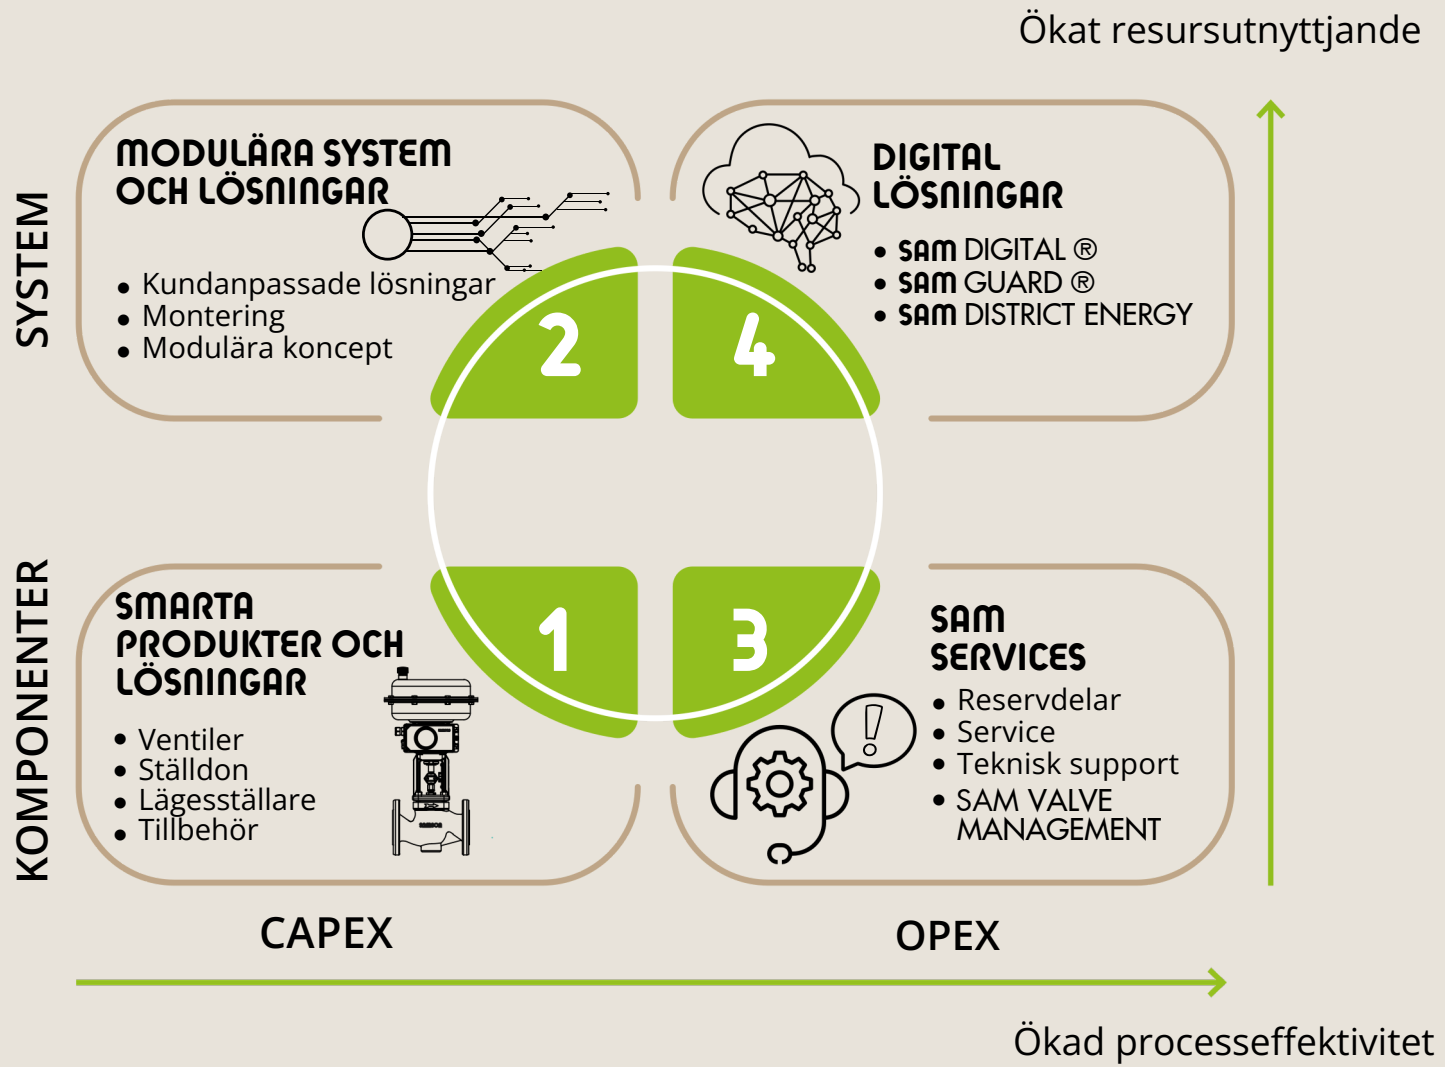 Ökat resursutnyttjande
SYSTEM
MODULÄRA SYSTEM
OCH LÖSNINGAR
• Kundanpassade lösningar
• Montering
• Modulära koncept
2
4
DIGITAL
LÖSNINGAR
• SAM DIGITAL ®
• SAM GUARD ®
• SAM DISTRICT ENERGY
KOMPONENTER
SMARTA
PRODUKTER OCH
LÖSNINGAR
• Ventiler
• Ställdon
• Lägesställare
• Tillbehör
1
3
SAM
SERVICES
• Reservdelar
• Service
• Teknisk support
• SAM VALVE
MANAGEMENT
CAPEX
OPEX
Ökad processeffektivitet